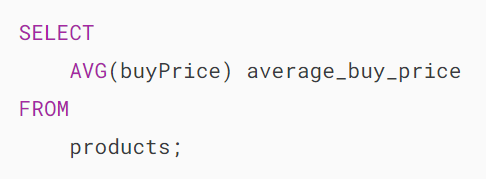 SELECT
    AVG(buyPrice) average_buy_price
FROM
    products;